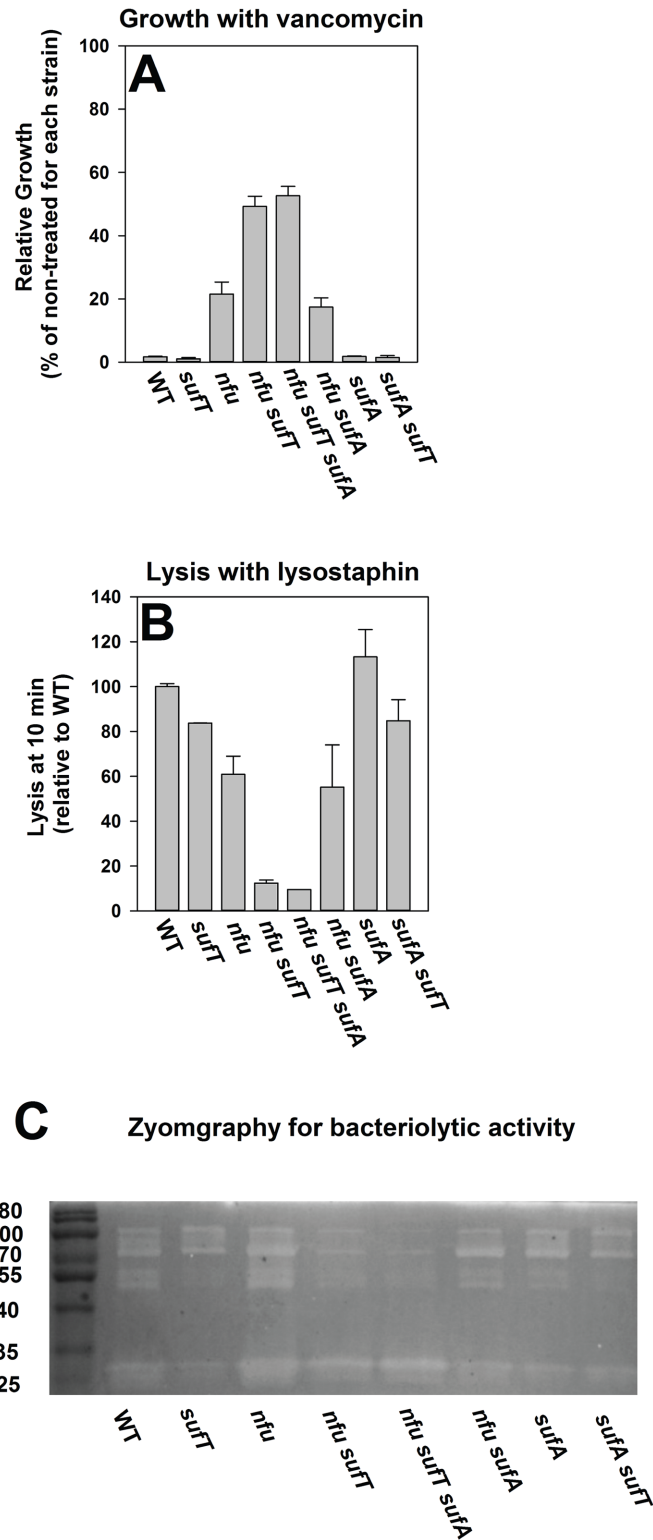 Growth with vancomycin
A
Relative Growth
(% of non-treated for each strain)
100
80
60
40
20
0
WT
sufT
nfu
nfu sufT
nfu sufT sufA
nfu sufA
sufA
sufA sufT
Lysis with lysostaphin
B
Lysis at 10 min
(relative to WT)
140
120
100
80
60
40
20
0
WT
sufT
nfu
nfu sufT
nfu sufT sufA
nfu sufA
sufA
sufA sufT
C
Zyomgraphy for bacteriolytic activity
80
00
70
55
40
35
25
WT
sufT
nfu
nfu sufT
nfu sufT sufA
nfu sufA
sufA
sufA sufT